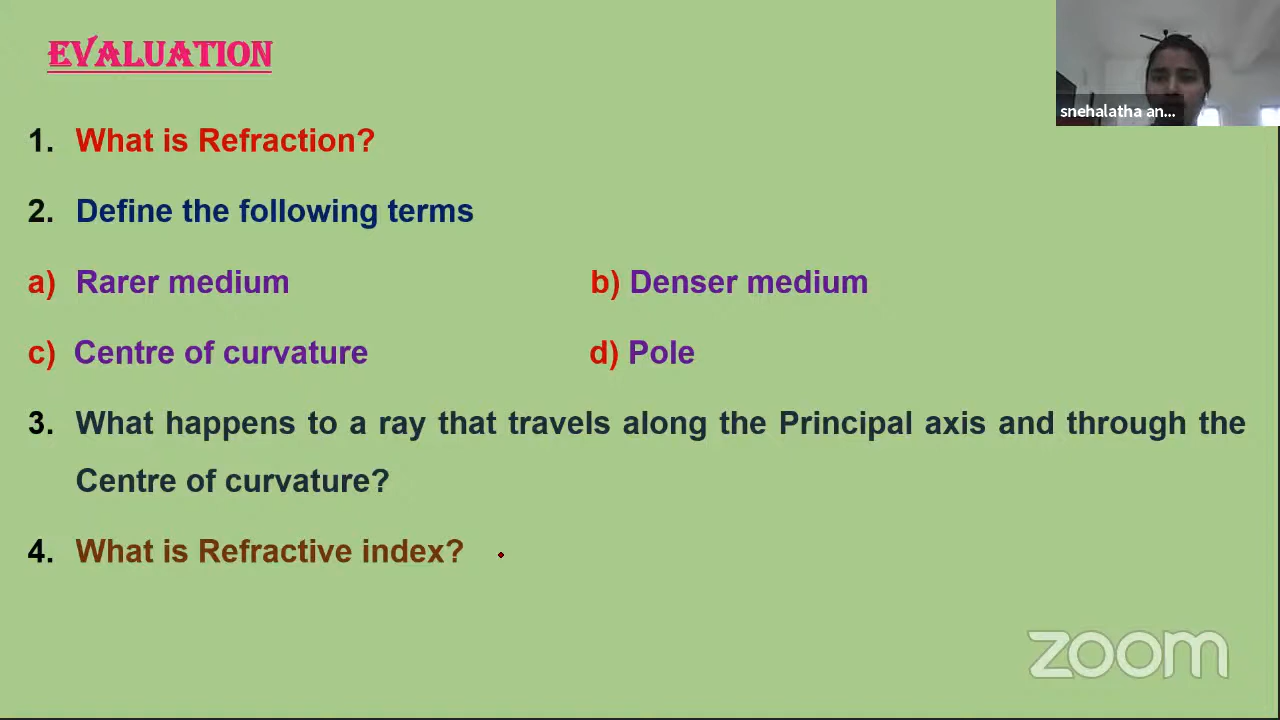 EVALUATION
snehalatha an...
1. What is Refraction?
2. Define the following terms
a) Rarer medium b) Denser medium
c) Centre of curvature d) Pole
3. What happens to a ray that travels along the Principal axis and through the
Centre of curvature?
4. What is Refractive index?
zoom